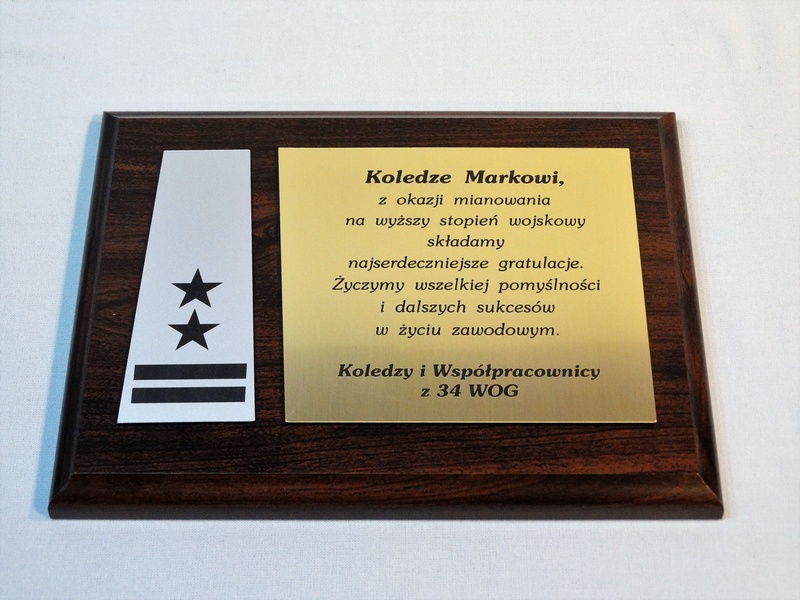 Koledze Markowi,
z okazji mianowania
na wyższy stopień wojskowy
składamy
najserdeczniejsze gratulacje.
Życzymy wszelkiej pomyślności
i dalszych sukcesów
w życiu zawodowym.
Koledzy i Współpracownicy
z 34 WOG